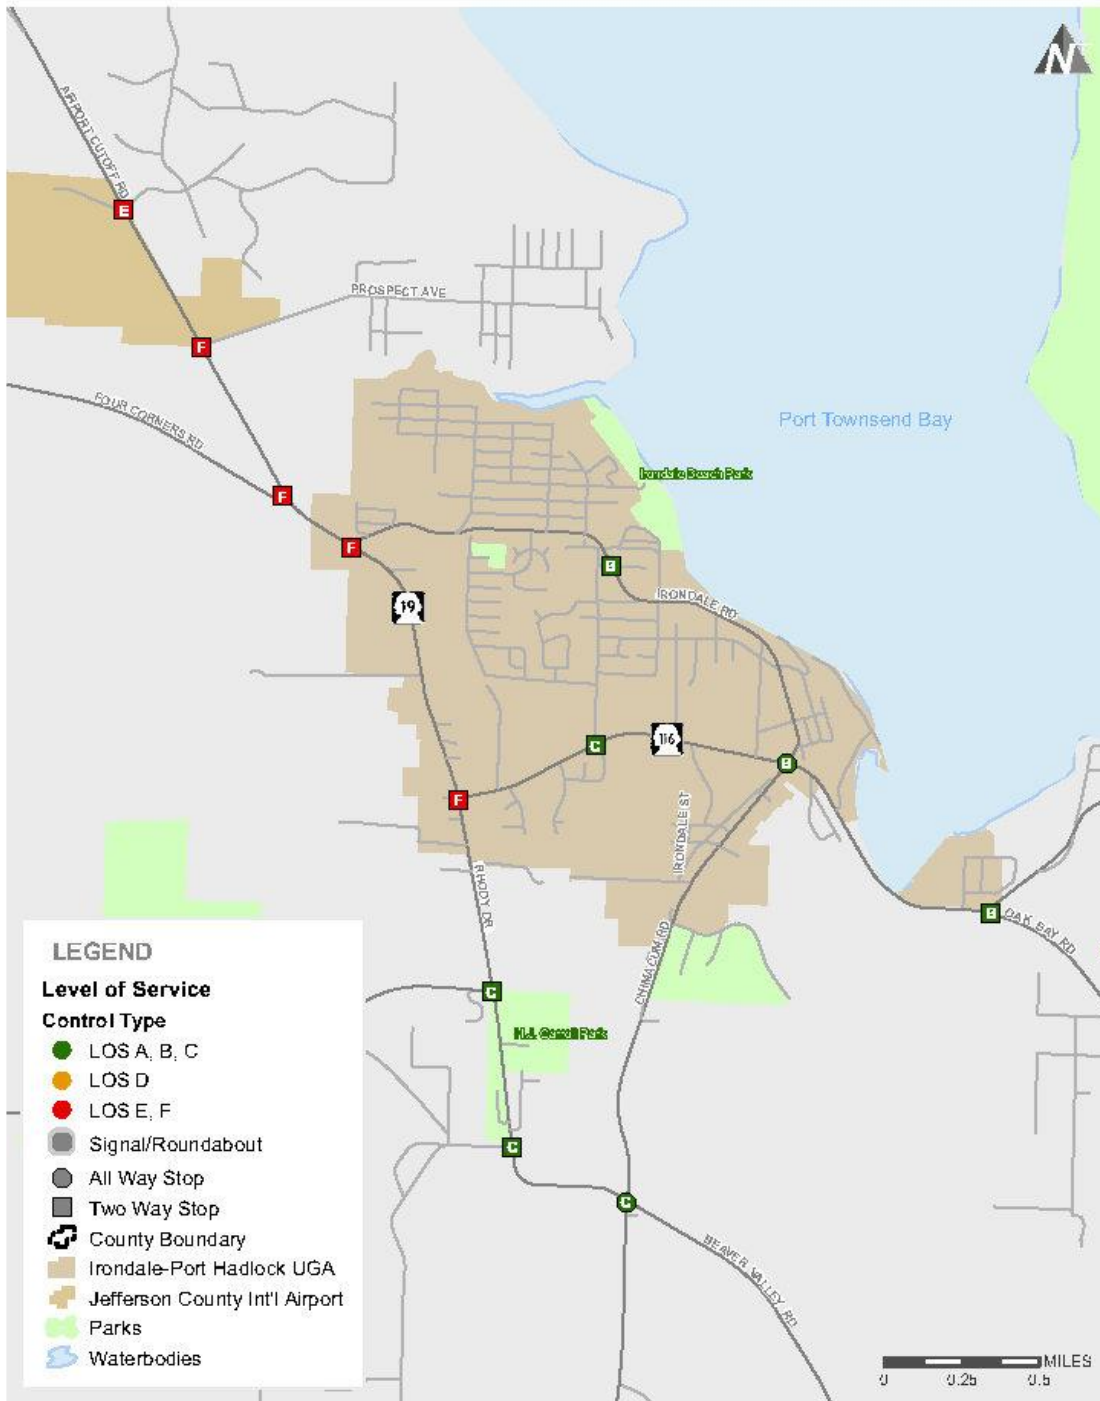 N
AIRPORT CUTOFF RD
E
PROSPECT AVE
F
FOUR CORNERS RD
Port Townsend Bay
Irondale Beach Park
F
F
B
19
IRONDALE RD
C
116
B
F
IRONDALE ST
RHODY DR
B
OAK BAY RD
CHIMACUM RD
C
H.J. Carroll Park
C
C
BEAVER VALLEY RD
LEGEND
Level of Service
Control Type
LOS A, B, C
LOS D
LOS E, F
Signal/Roundabout
All Way Stop
Two Way Stop
County Boundary
Irondale-Port Hadlock UGA
Jefferson County Int'l Airport
Parks
Waterbodies
MILES
0 0.25 0.5